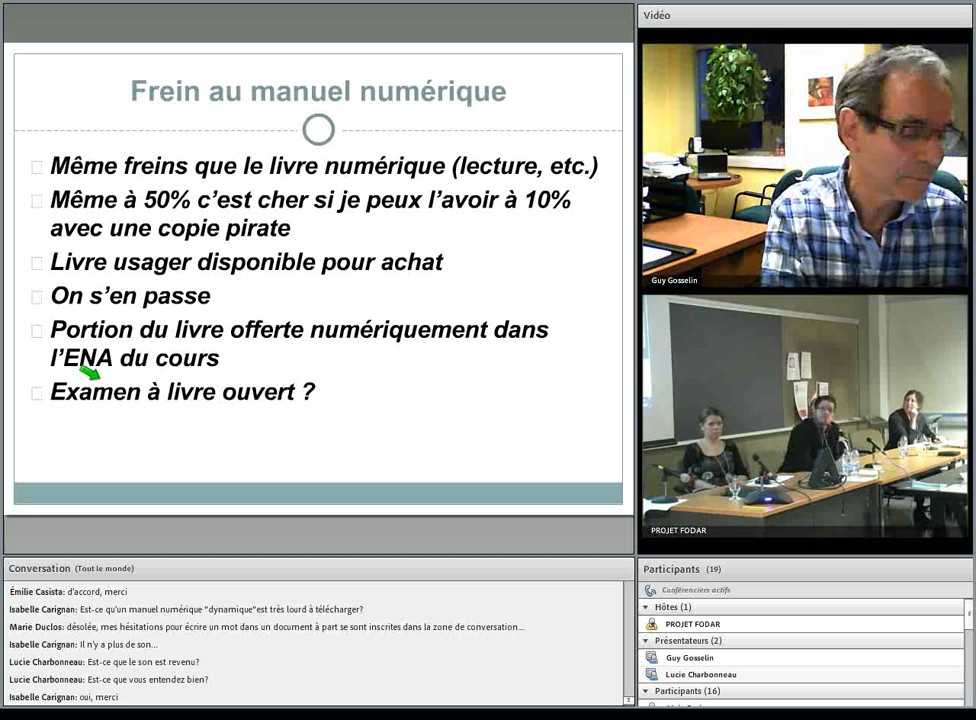 Frein au manuel numérique
Même freins que le livre numérique (lecture, etc.)
Même à 50% c'est cher si je peux l'avoir à 10%
avec une copie pirate
Livre usager disponible pour achat
On s'en passe
Portion du livre offerte numériquement dans
l'ENA du cours
Examen à livre ouvert ?
Vidéo
Guy Gosselin
PROJET FODAR
Conversation (Tout le monde)
Émilie Casista: d'accord, merci
Isabelle Carignan: Est-ce qu'un manuel numérique "dynamique"est très lourd à télécharger?
Marie Duclos: désolée, mes hésitations pour écrire un mot dans un document à part se sont inscrites dans la zone de conversation...
Isabelle Carignan: Il n'y a plus de son...
Lucie Charbonneau: Est-ce que le son est revenu?
Lucie Charbonneau: Est-ce que vous entendez bien?
Isabelle Carignan: oui, merci
Participants (19)
Conférenciers actifs
Hôtes (1)
PROJET FODAR
Présentateurs (2)
Guy Gosselin
Lucie Charbonneau
Participants (16)